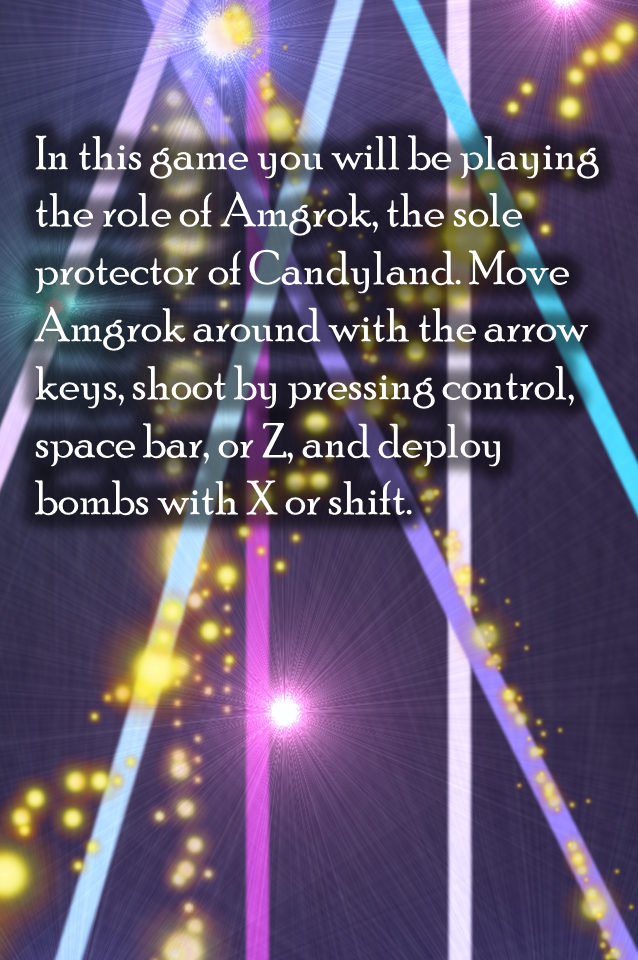 In this game you will be playing
the role of Amgrok, the sole
protector of Candyland. Move
Amgrok around with the arrow
keys, shoot by pressing control,
space bar, or Z, and deploy
bombs with X or shift.